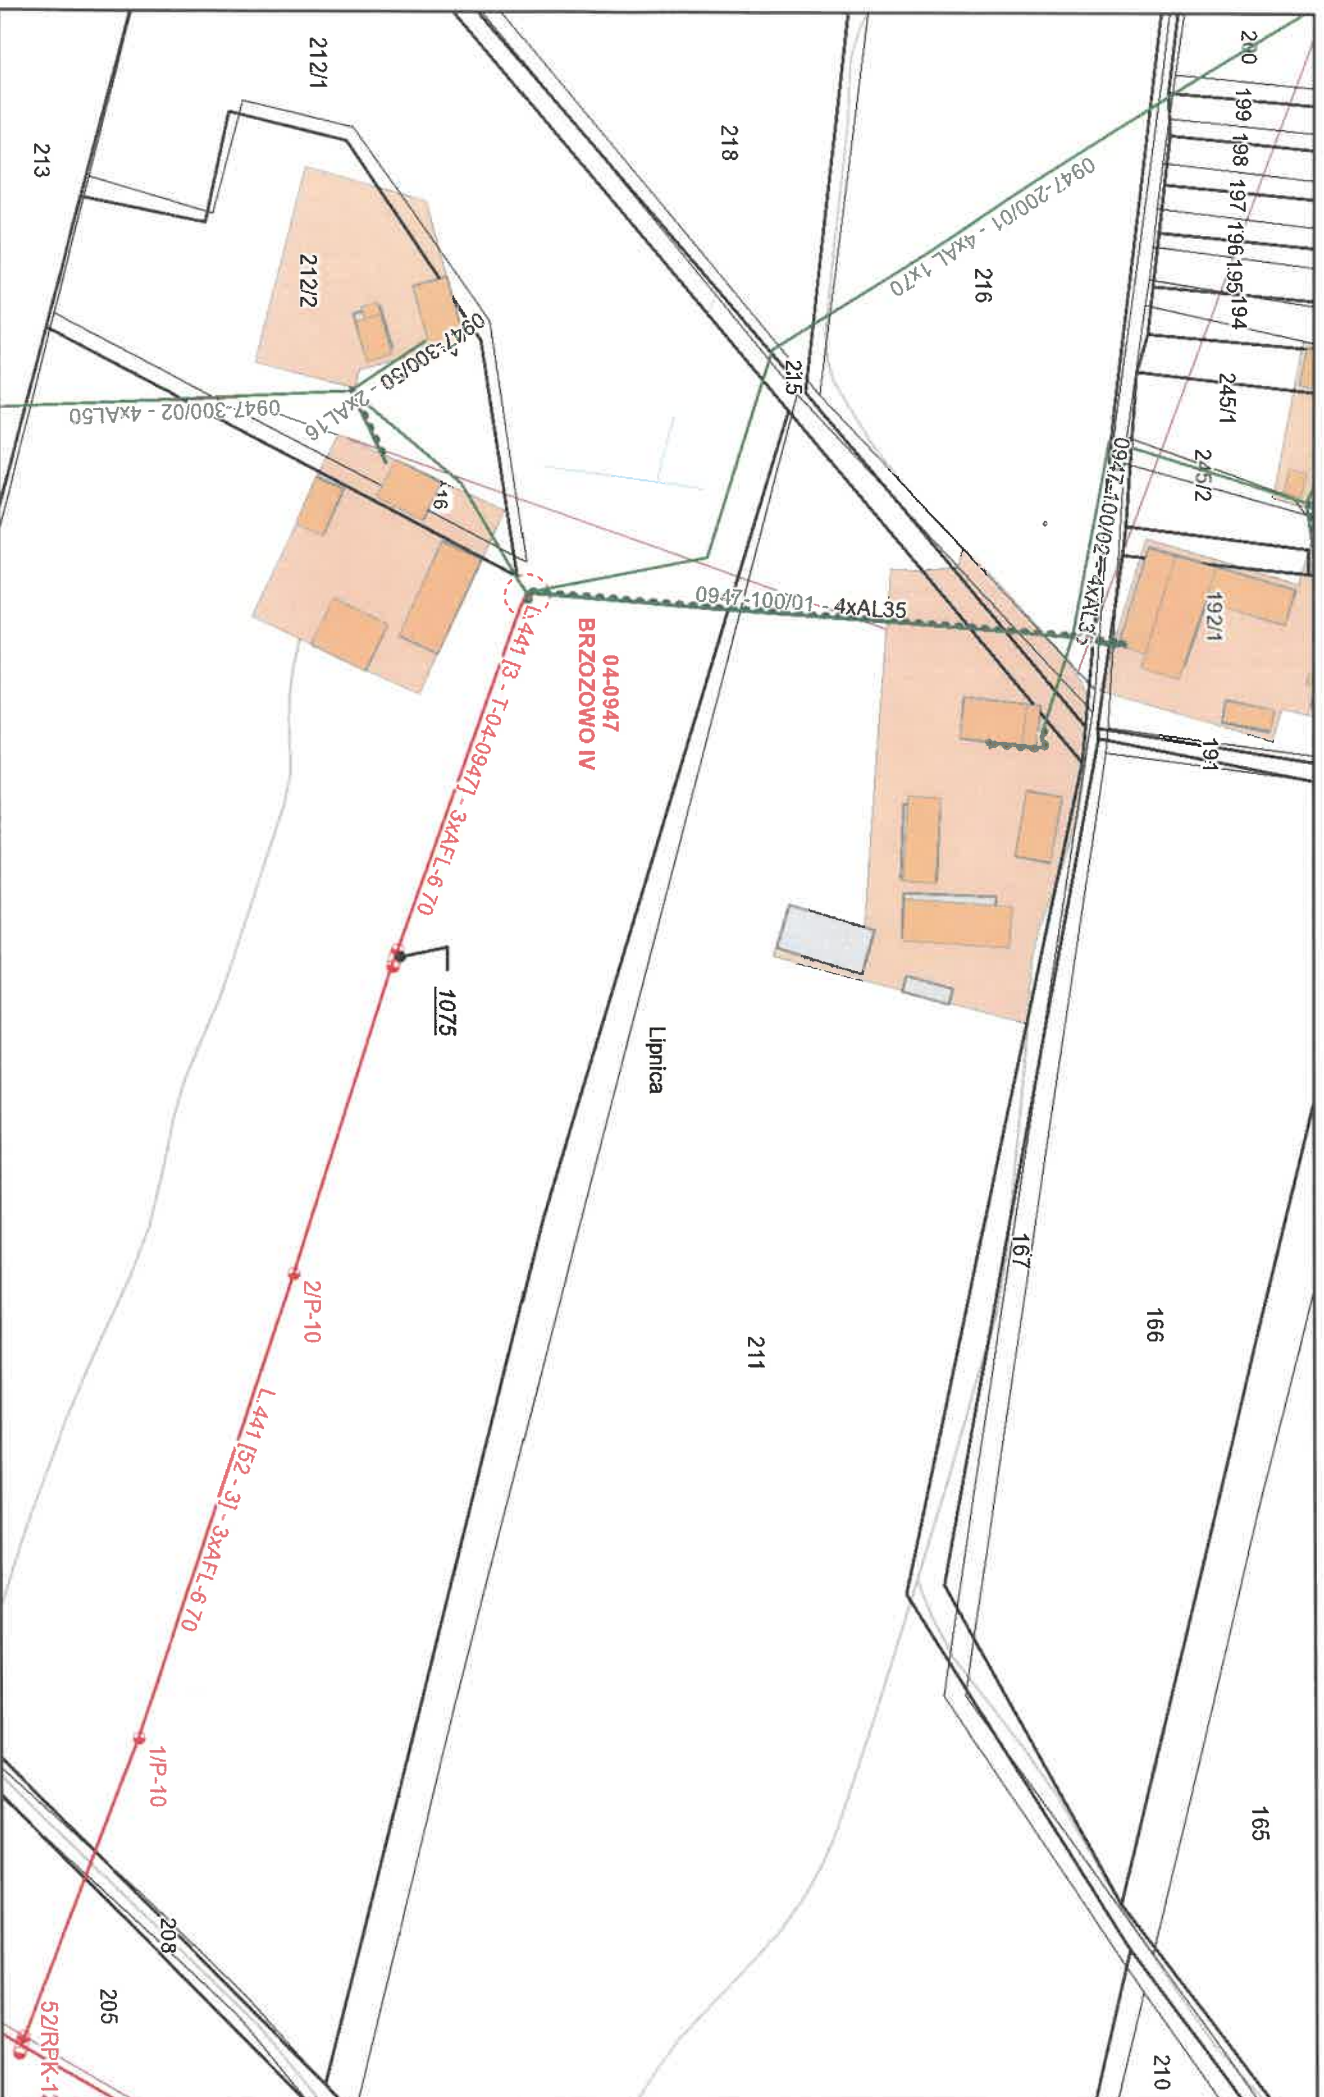 200
199
198
197
196
195
194
245/1
245/2
192/1
191
166
165
210
0947-100/02 - 4xAL35
167
0947-200/01 - 4xAL 1x70
216
215
218
0947-100/01 - 4xAL35
211
Lipnica
04-0947
BRZOZOWO IV
L.441 [3 - T-04-0947] - 3xAFL-6 70
1075
2/P-10
L.441 [52 - 3] - 3xAFL-6 70
1/P-10
208
205
212/1
212/2
213
0947-300/50 - 2xAL16
16
0947-300/02 - 4xAL50